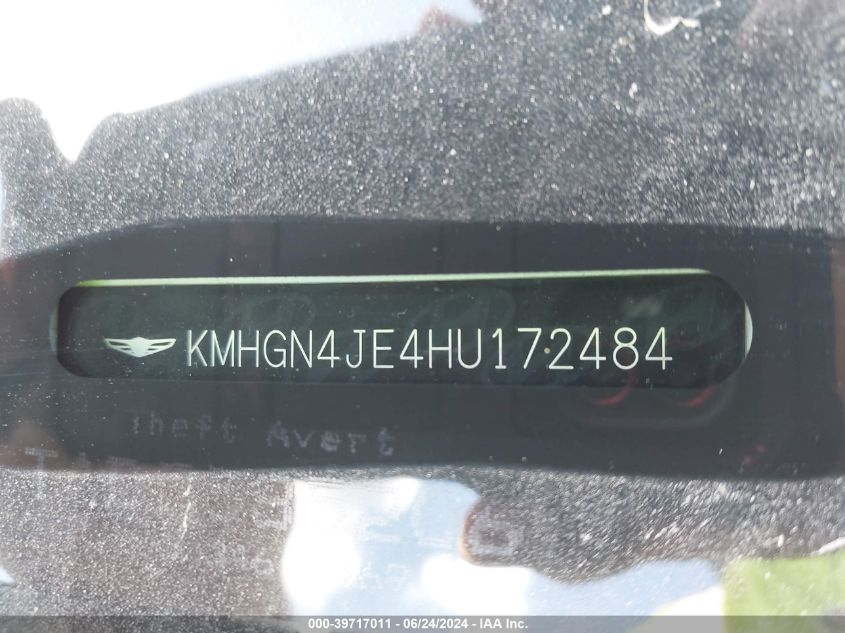 KMHGN4JE4HU172484
Theft Avert
000-39717011 - 06/24/2024 - IAA Inc.